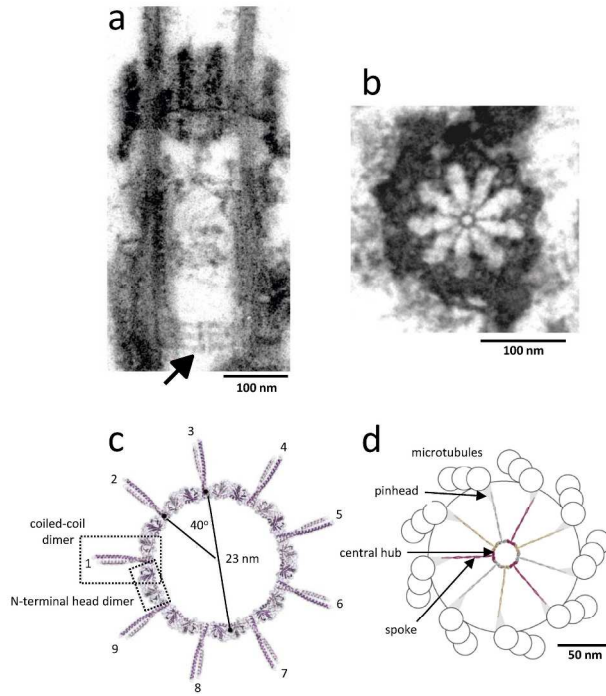 a
100 nm
b
100 nm
c
1
2
3
4
5
6
7
8
9
40º
23 nm
coiled-coil
dimer
N-terminal head dimer
d
microtubules
pinhead
central hub
spoke
50 nm